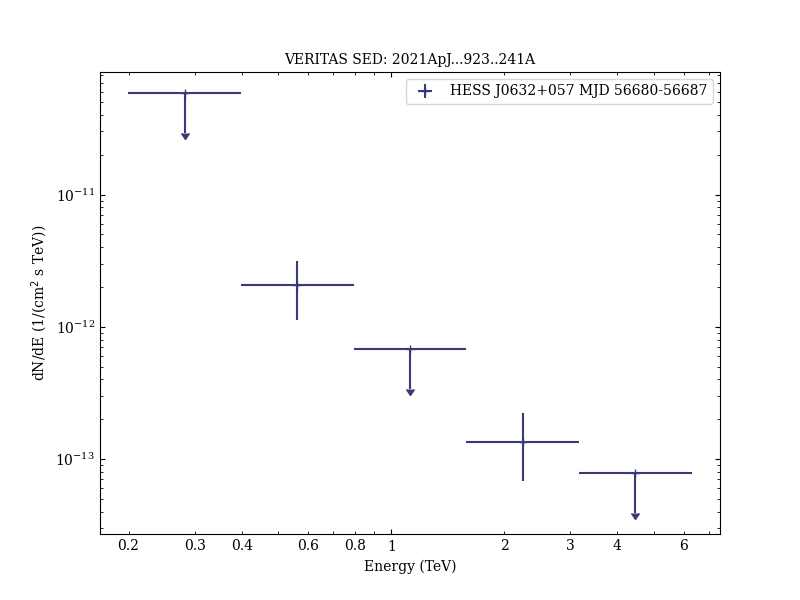 VERITAS SED: 2021ApJ...923..241A
HESS J0632+057 MJD 56680-56687
10⁻¹¹
10⁻¹²
10⁻¹³
dN/dE (1/(cm² s TeV))
0.2 0.3 0.4 0.6 0.8 1 2 3 4 6
Energy (TeV)